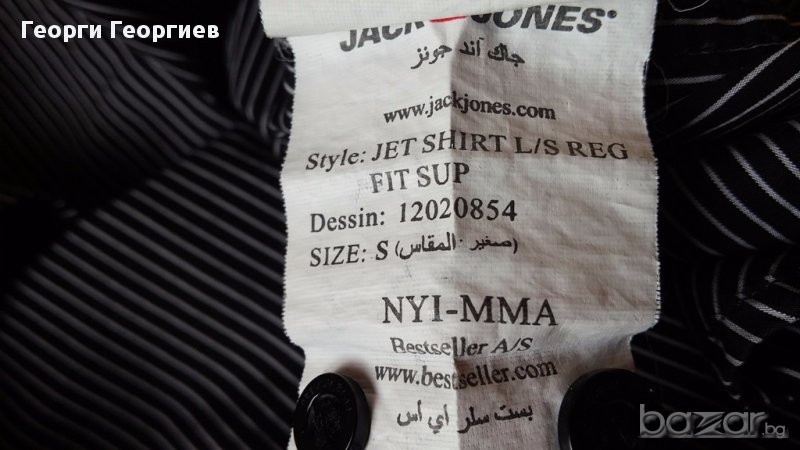 Георги Георгиев
JACK JONES®
جاك آند جونز
www.jackjones.com
Style: JET SHIRT L/S REG
FIT SUP
Dessin: 12020854
SIZE: S (صغير :المقاس)
NYI-MMA
Bestseller A/S
www.bestseller.com
بست سلر اي أس
bazar.bg